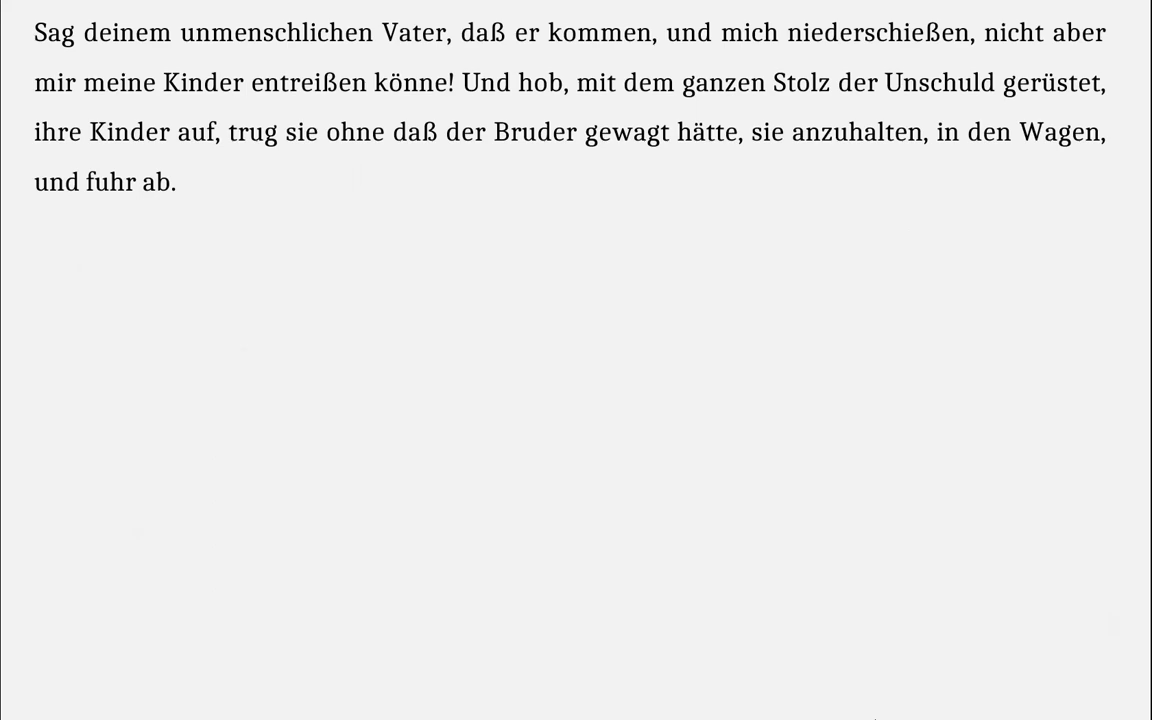 Sag deinem unmenschlichen Vater, daß er kommen, und mich niederschießen, nicht aber
mir meine Kinder entreißen könne! Und hob, mit dem ganzen Stolz der Unschuld gerüstet,
ihre Kinder auf, trug sie ohne daß der Bruder gewagt hätte, sie anzuhalten, in den Wagen,
und fuhr ab.